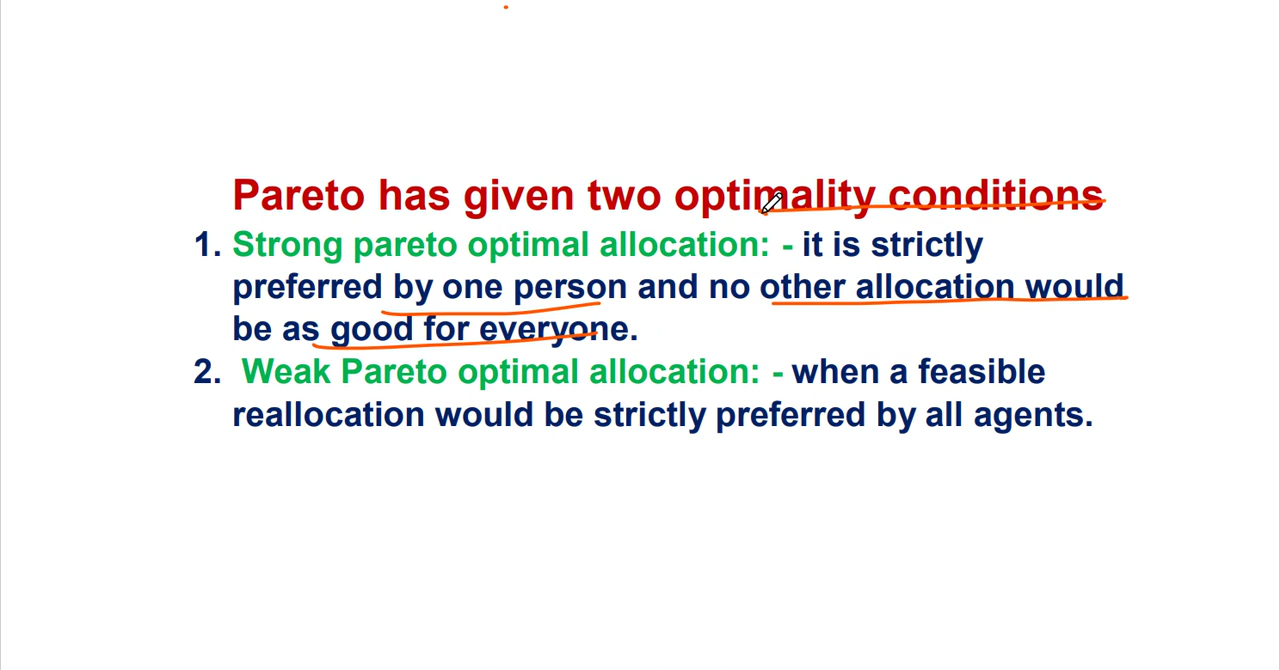 Pareto has given two optimality conditions
1. Strong pareto optimal allocation: - it is strictly
preferred by one person and no other allocation would
be as good for everyone.
2. Weak Pareto optimal allocation: - when a feasible
reallocation would be strictly preferred by all agents.